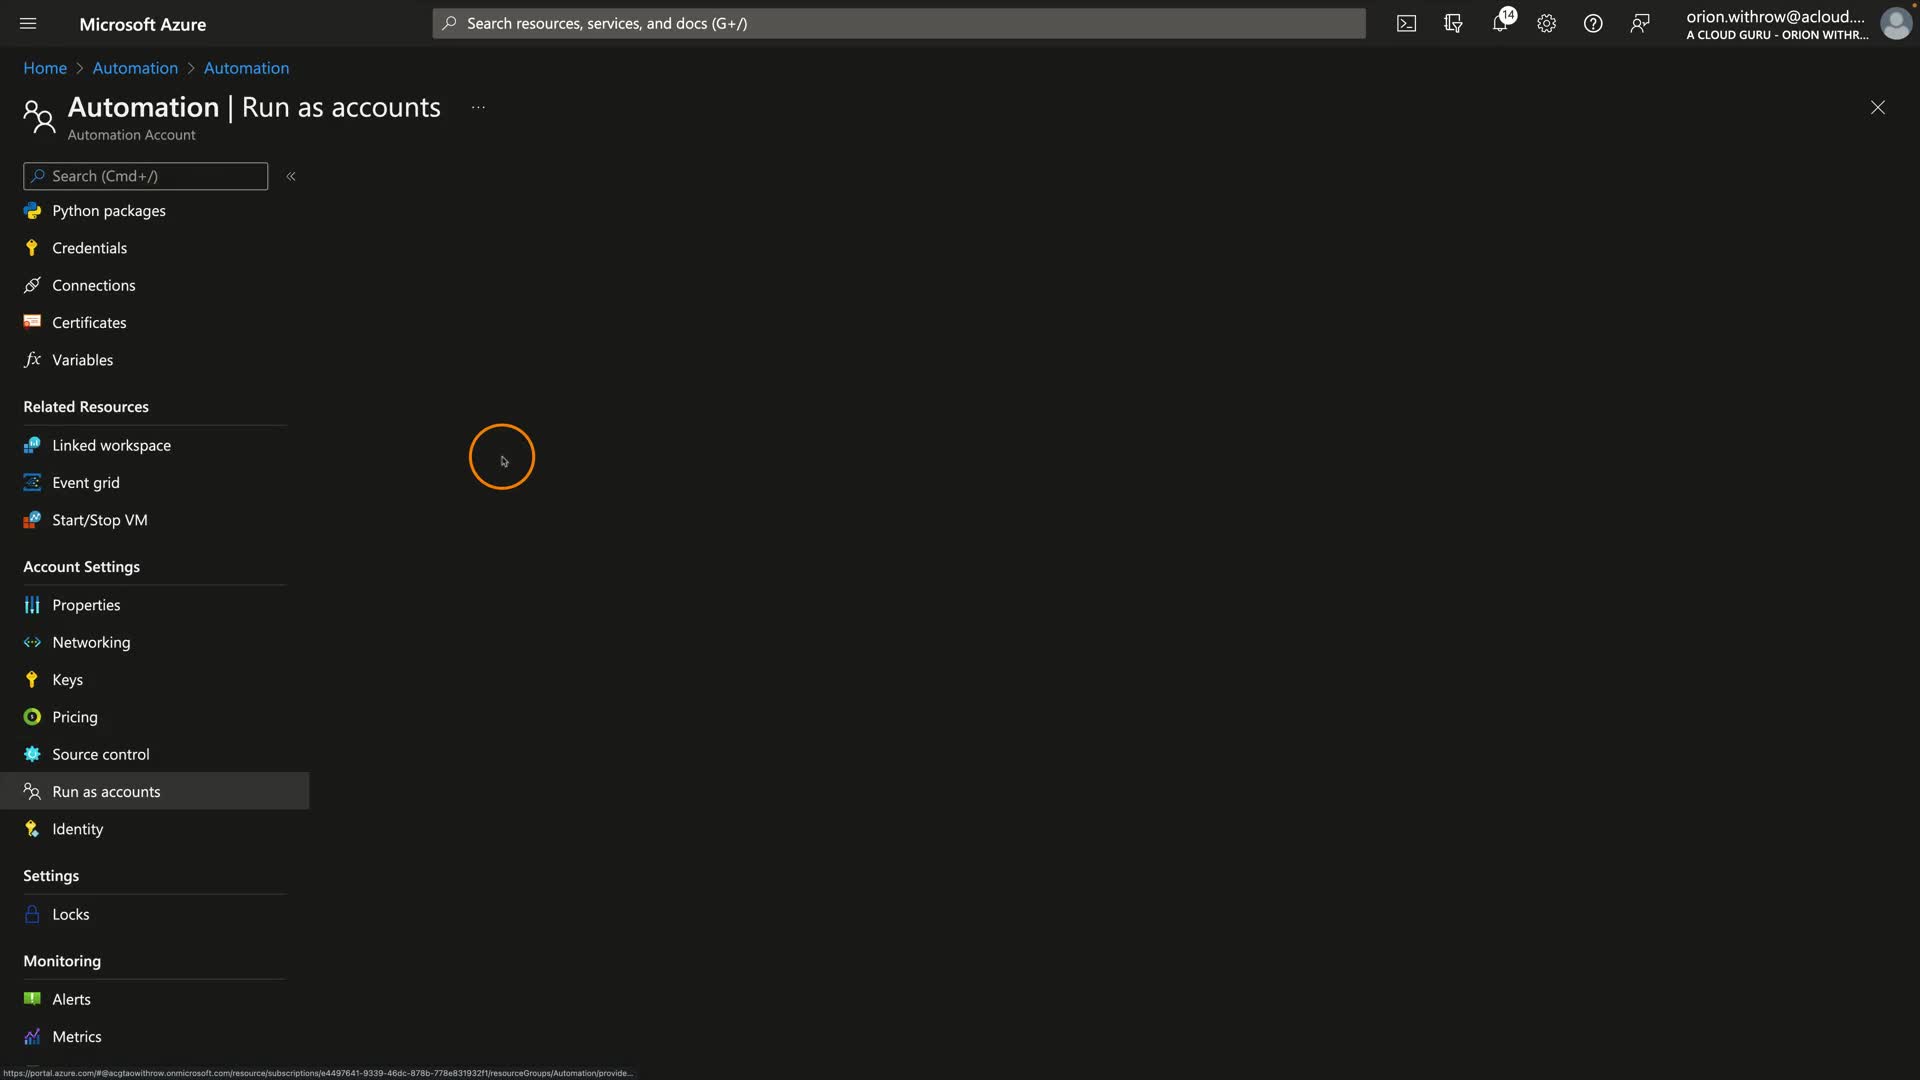 Microsoft Azure
Search resources, services, and docs (G+/)
14
orion.withrow@acloud....
A CLOUD GURU - ORION WITHR...
Home > Automation > Automation
Automation | Run as accounts ...
Automation Account
Search (Cmd+/)
Python packages
Credentials
Connections
Certificates
fx Variables
Related Resources
Linked workspace
Event grid
Start/Stop VM
Account Settings
Properties
Networking
Keys
Pricing
Source control
Run as accounts
Identity
Settings
Locks
Monitoring
Alerts
Metrics
https://portal.azure.com/#@acgtaowithrow.onmicrosoft.com/resource/subscriptions/e4497641-9339-46dc-878b-778e831932f1/resourceGroups/Automation/provide...